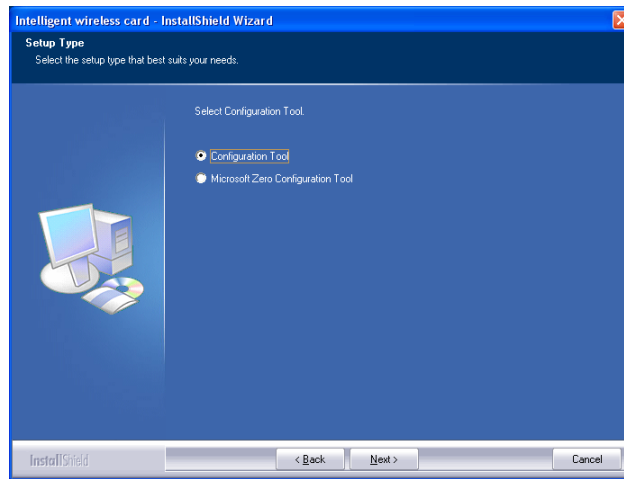 Intelligent wireless card - InstallShield Wizard
Setup Type
Select the setup type that best suits your needs.
Select Configuration Tool.
Configuration Tool
Microsoft Zero Configuration Tool
InstallShield
< Back Next > Cancel